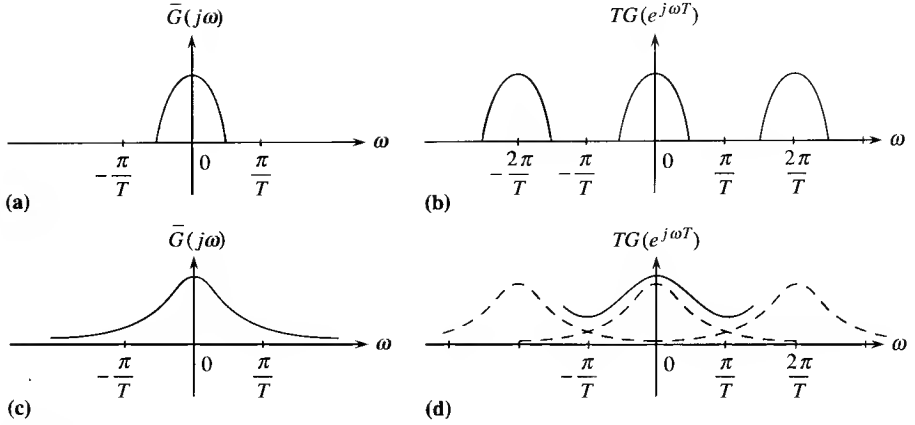 G̅(jω)
TG(e^{jωT})
ω
ω
-π/T
0
π/T
-2π/T
-π/T
0
π/T
2π/T
(a)
(b)
G̅(jω)
TG(e^{jωT})
ω
ω
-π/T
0
π/T
-π/T
0
π/T
2π/T
(c)
(d)